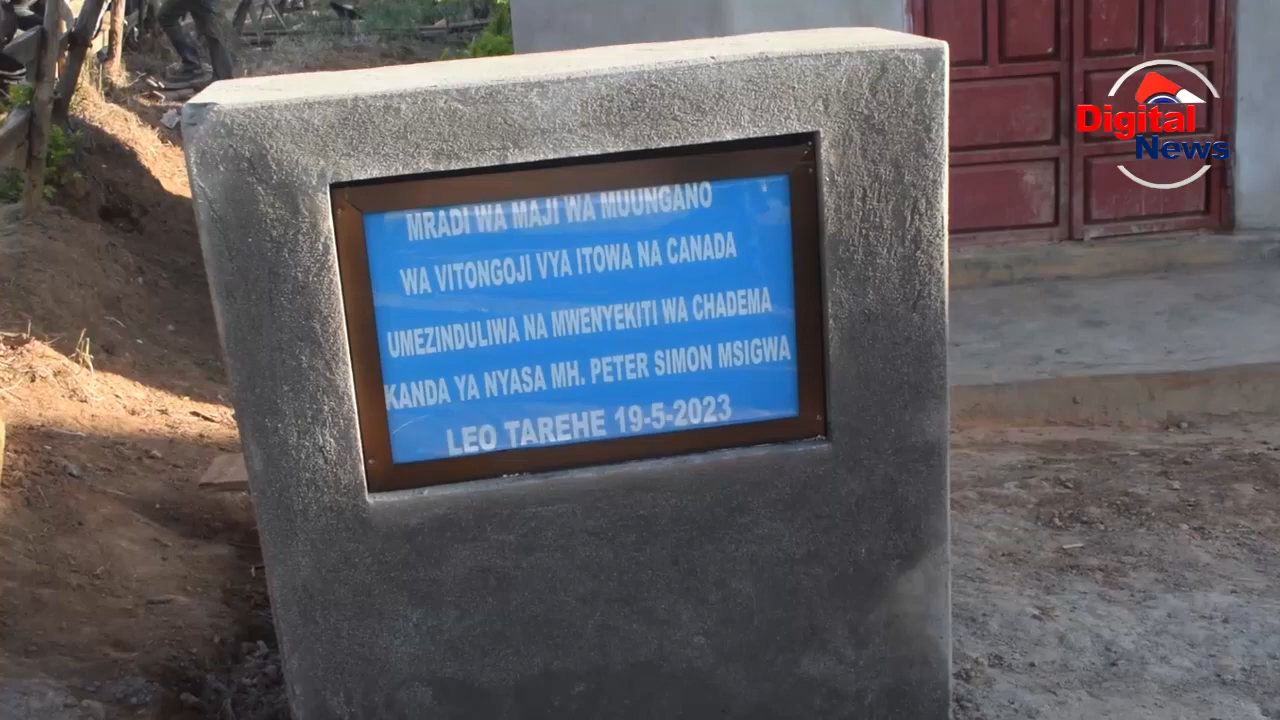 MRADI WA MAJI WA MUUNGANO
WA VITONGOJI VYA ITOWA NA CANADA
UMEZINDULIWA NA MWENYEKITI WA CHADEMA
KANDA YA NYASA MH. PETER SIMON MSIGWA
LEO TAREHE 19-5-2023
Digital
News